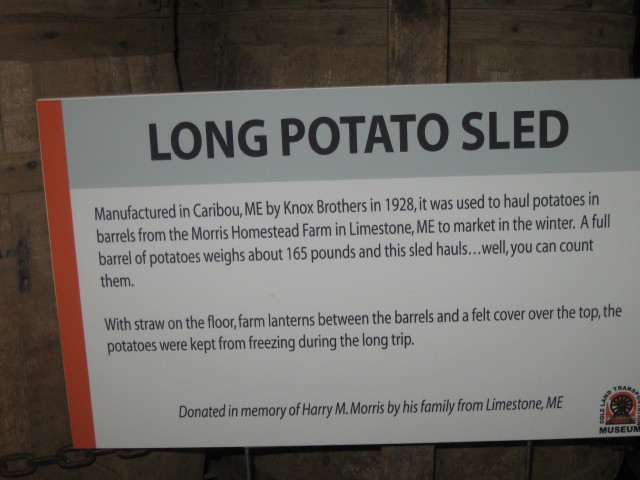 LONG POTATO SLED
Manufactured in Caribou, ME by Knox Brothers in 1928, it was used to haul potatoes in
barrels from the Morris Homestead Farm in Limestone, ME to market in the winter. A full
barrel of potatoes weighs about 165 pounds and this sled hauls...well, you can count
them.
With straw on the floor, farm lanterns between the barrels and a felt cover over the top, the
potatoes were kept from freezing during the long trip.
Donated in memory of Harry M. Morris by his family from Limestone, ME
COLE LAND
MUSEUM